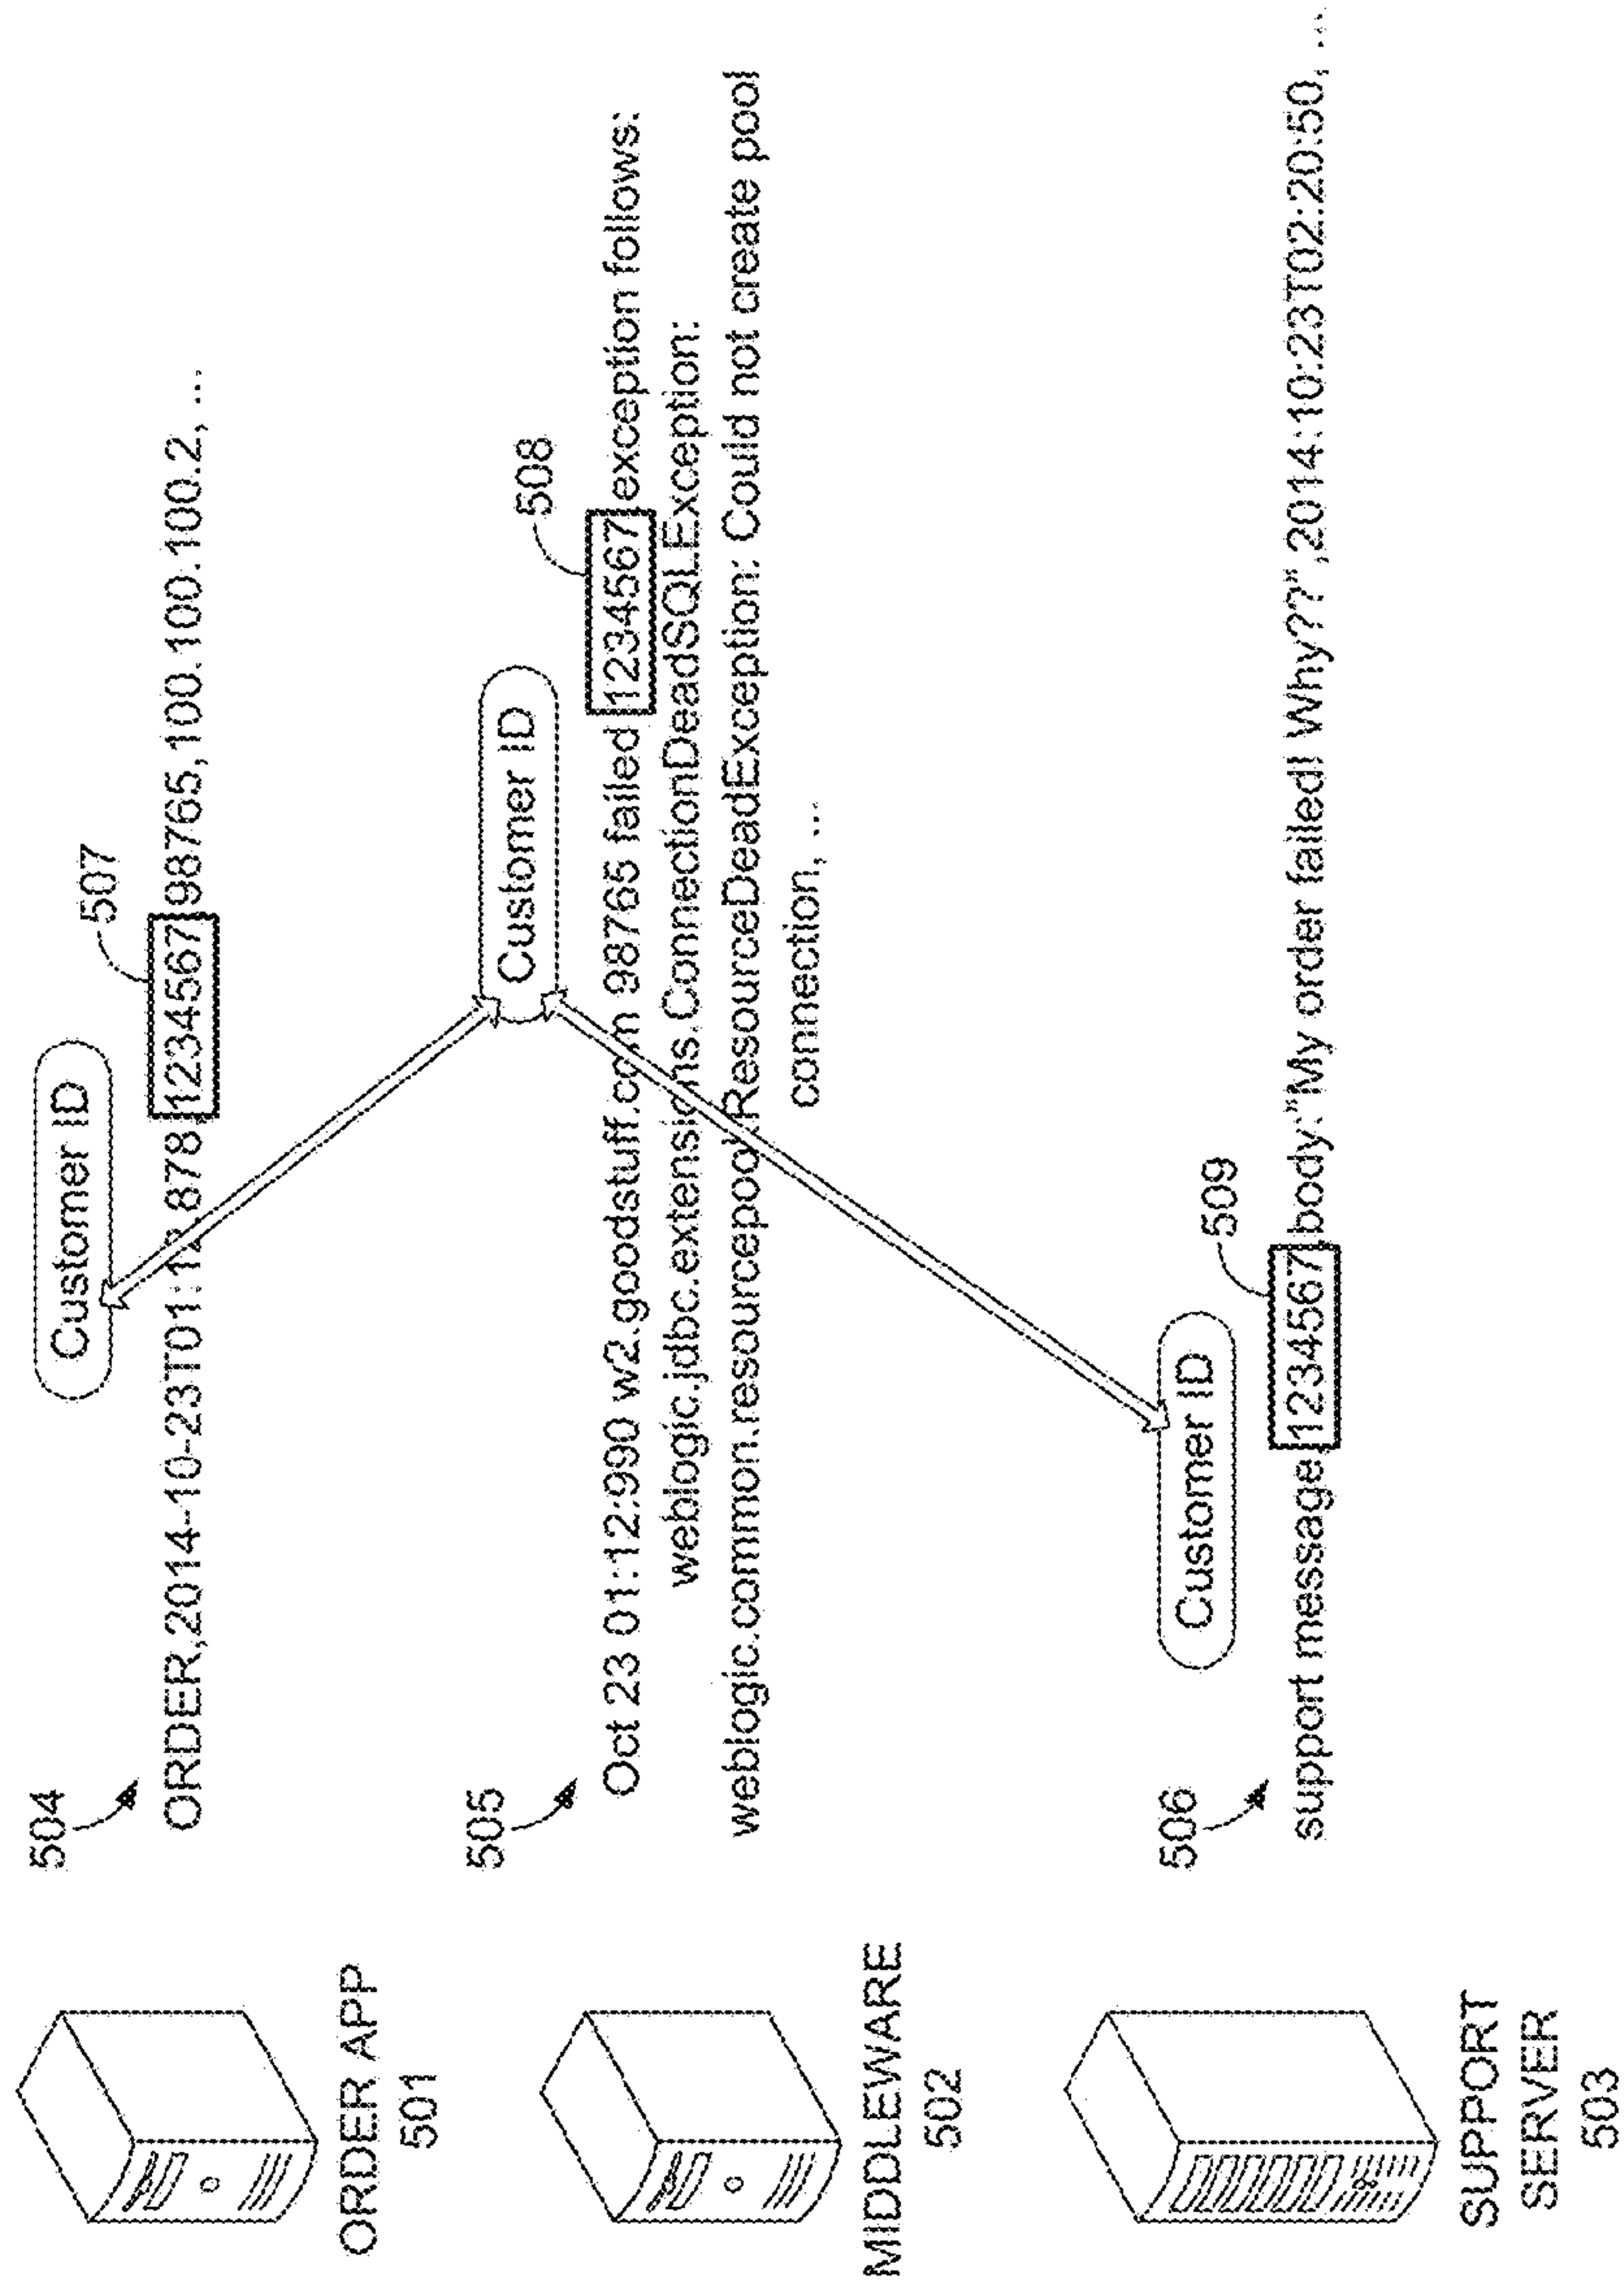 504
Customer ID
507
ORDER,2014-10-23T01:12.878,1234567,98765,100.100.100.2, ...
ORDER APP
501
505
Customer ID
508
Oct 23 01:12:990 w2.goodstuff.com 98765 failed 1234567 exception follows:
weblogic.jdbc.extensions.ConnectionDeadSQLException:
weblogic.common.resourcepool.ResourceDeadException: Could not create pool
connection, ...
MIDDLEWARE
502
506
Customer ID
509
support message,1234567,body:"My order failed! Why??",2014:10:23T02:20:50, ...
SUPPORT
SERVER
503